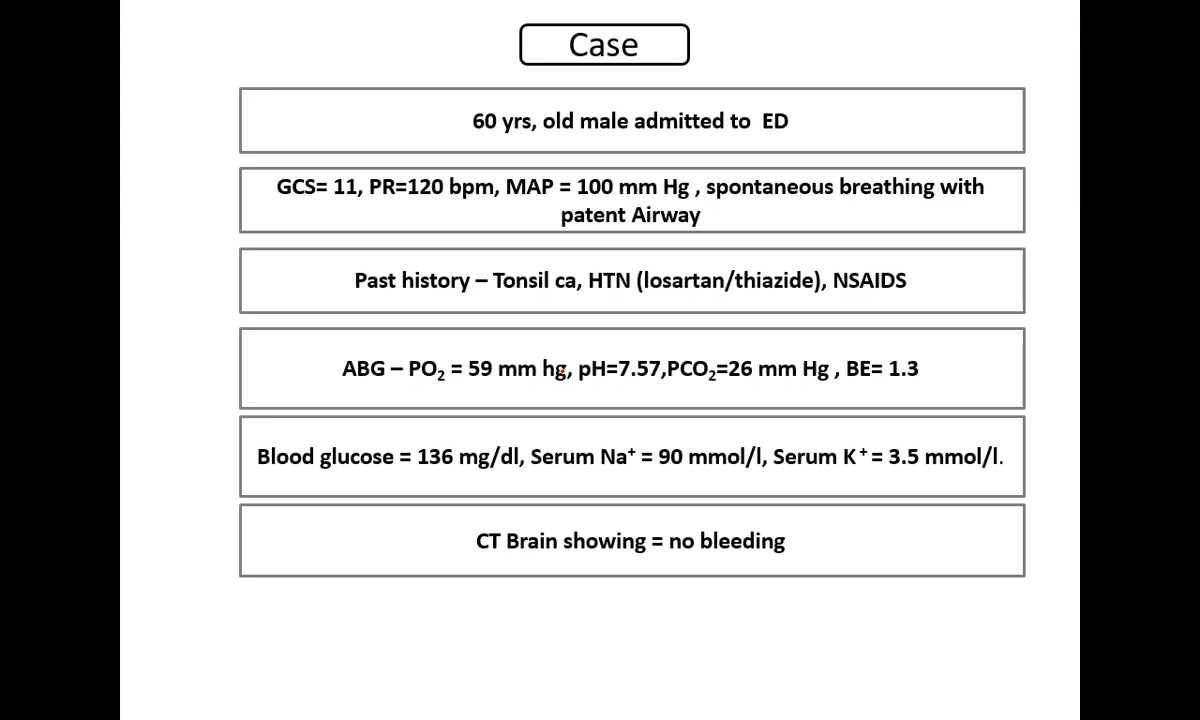 Case
60 yrs, old male admitted to  ED
GCS= 11, PR=120 bpm, MAP = 100 mm Hg , spontaneous breathing with
patent Airway
Past history – Tonsil ca, HTN (losartan/thiazide), NSAIDS
ABG – PO₂ = 59 mm hg, pH=7.57,PCO₂=26 mm Hg , BE= 1.3
Blood glucose = 136 mg/dl, Serum Na⁺ = 90 mmol/l, Serum K⁺ = 3.5 mmol/l.
CT Brain showing = no bleeding